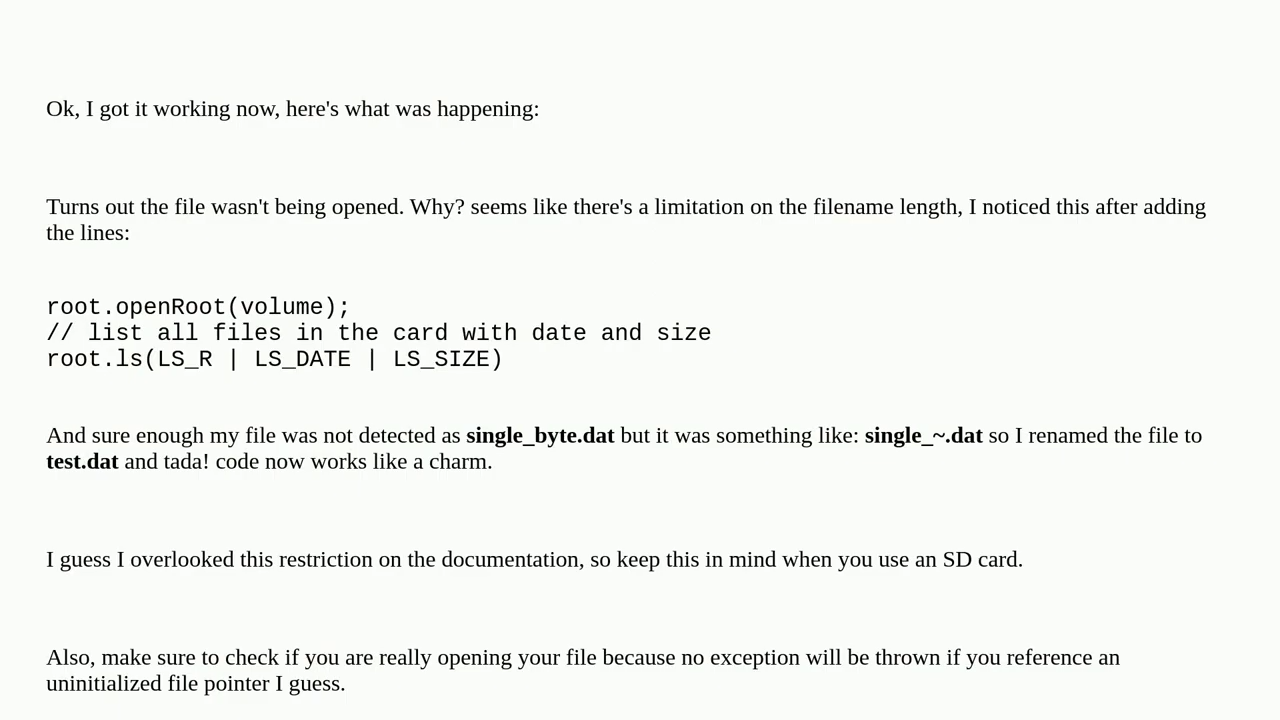 Ok, I got it working now, here's what was happening:
Turns out the file wasn't being opened. Why? seems like there's a limitation on the filename length, I noticed this after adding
the lines:
root.openRoot(volume);
// list all files in the card with date and size
root.ls(LS_R | LS_DATE | LS_SIZE)
And sure enough my file was not detected as single_byte.dat but it was something like: single_~.dat so I renamed the file to
test.dat and tada! code now works like a charm.
I guess I overlooked this restriction on the documentation, so keep this in mind when you use an SD card.
Also, make sure to check if you are really opening your file because no exception will be thrown if you reference an
uninitialized file pointer I guess.